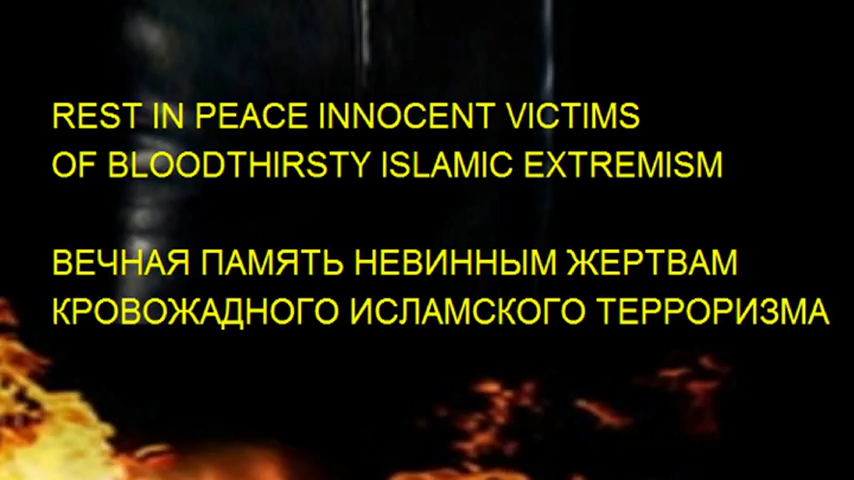 REST IN PEACE INNOCENT VICTIMS
OF BLOODTHIRSTY ISLAMIC EXTREMISM
ВЕЧНАЯ ПАМЯТЬ НЕВИННЫМ ЖЕРТВАМ
КРОВОЖАДНОГО ИСЛАМСКОГО ТЕРРОРИЗМА